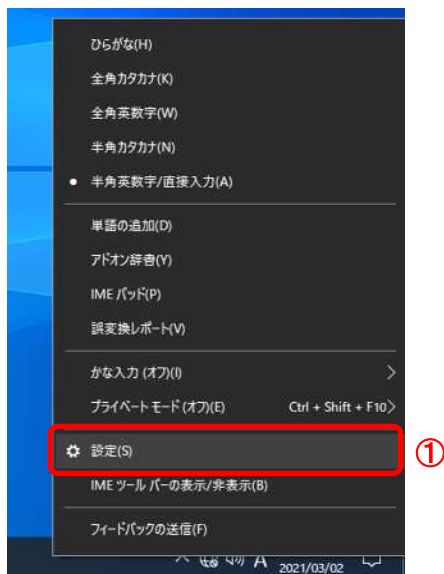 ひらがな(H)
全角カタカナ(K)
全角英数字(W)
半角カタカナ(N)
半角英数字/直接入力(A)
単語の追加(D)
アドオン辞書(Y)
IME パッド(P)
誤変換レポート(V)
かな入力 (オフ)(I)
プライベート モード (オフ)(E) Ctrl + Shift + F10
設定(S)
①
IME ツール バーの表示/非表示(B)
フィードバックの送信(F)
A
2021/03/02